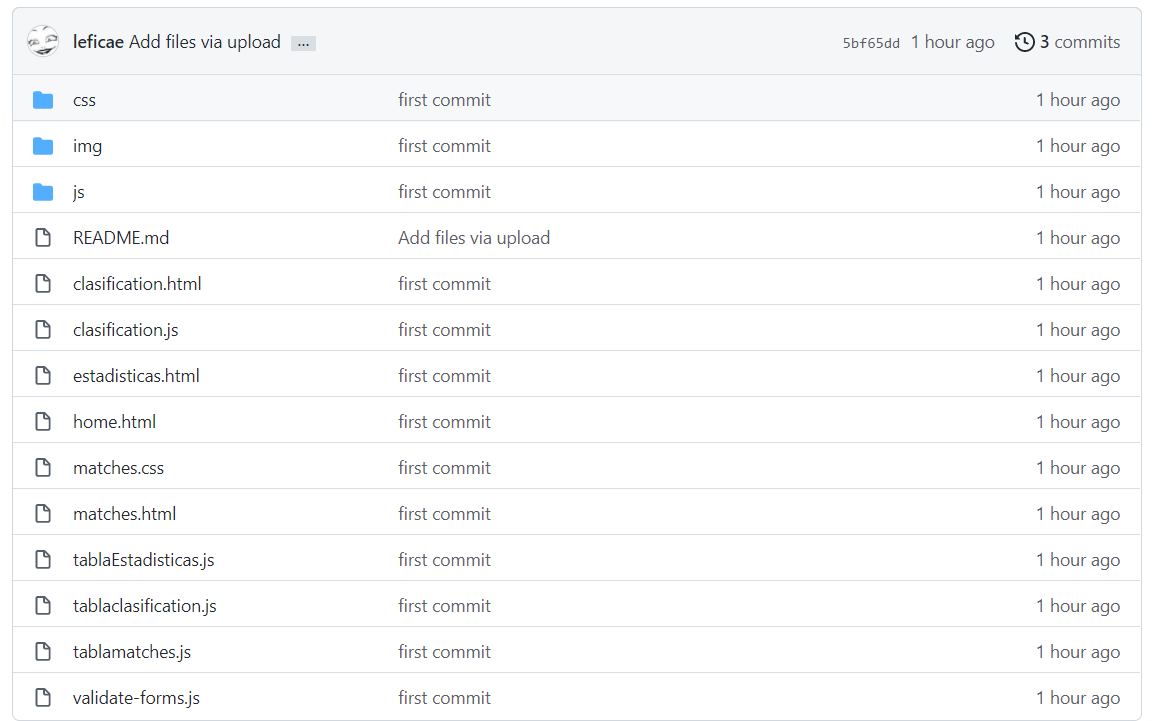 leficae Add files via upload ... 5bf65dd 1 hour ago 3 commits
css first commit 1 hour ago
img first commit 1 hour ago
js first commit 1 hour ago
README.md Add files via upload 1 hour ago
clasification.html first commit 1 hour ago
clasification.js first commit 1 hour ago
estadisticas.html first commit 1 hour ago
home.html first commit 1 hour ago
matches.css first commit 1 hour ago
matches.html first commit 1 hour ago
tablaEstadisticas.js first commit 1 hour ago
tablaclasification.js first commit 1 hour ago
tablamatches.js first commit 1 hour ago
validate-forms.js first commit 1 hour ago